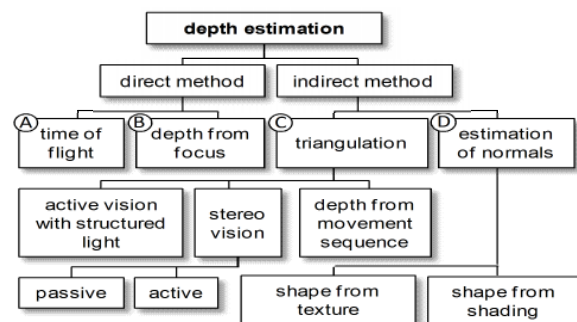 depth estimation
direct method
indirect method
A
time of
flight
B
depth from
focus
C
triangulation
D
estimation
of normals
active vision
with structured
light
stereo
vision
depth from
movement
sequence
passive
active
shape from
texture
shape from
shading